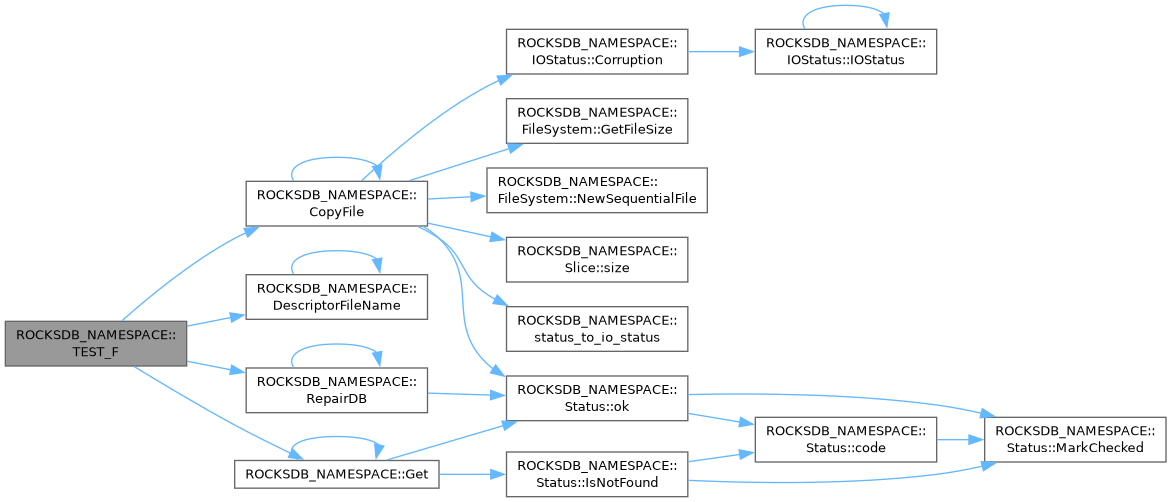 ROCKSDB_NAMESPACE::
TEST_F
ROCKSDB_NAMESPACE::
CopyFile
ROCKSDB_NAMESPACE::
DescriptorFileName
ROCKSDB_NAMESPACE::
RepairDB
ROCKSDB_NAMESPACE::Get
ROCKSDB_NAMESPACE::
IOStatus::Corruption
ROCKSDB_NAMESPACE::
FileSystem::GetFileSize
ROCKSDB_NAMESPACE::
FileSystem::NewSequentialFile
ROCKSDB_NAMESPACE::
Slice::size
ROCKSDB_NAMESPACE::
status_to_io_status
ROCKSDB_NAMESPACE::
Status::ok
ROCKSDB_NAMESPACE::
Status::IsNotFound
ROCKSDB_NAMESPACE::
IOStatus::IOStatus
ROCKSDB_NAMESPACE::
Status::code
ROCKSDB_NAMESPACE::
Status::MarkChecked